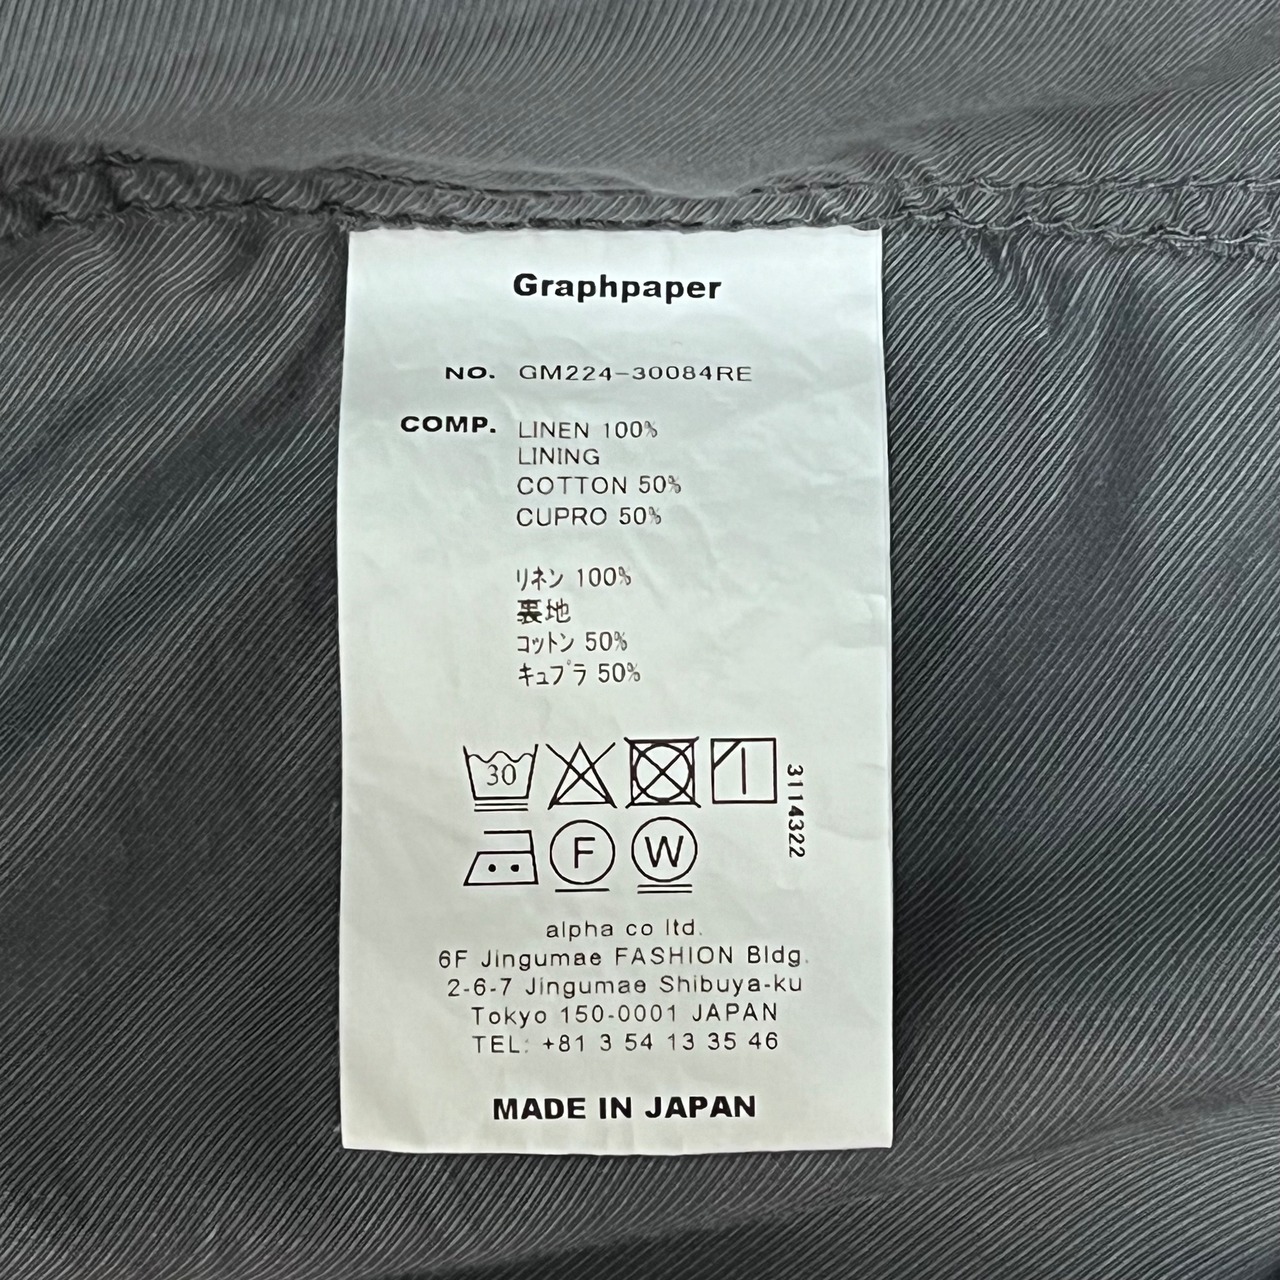 Graphpaper
NO. GM224-30084RE
COMP. LINEN 100%
LINING
COTTON 50%
CUPRO 50%
リネン 100%
裏地
コットン 50%
キュプラ 50%
30
3114322
F
W
alpha co ltd.
6F Jingumae FASHION Bldg.
2-6-7 Jingumae Shibuya-ku
Tokyo 150-0001 JAPAN
TEL: +81 3 54 13 35 46
MADE IN JAPAN